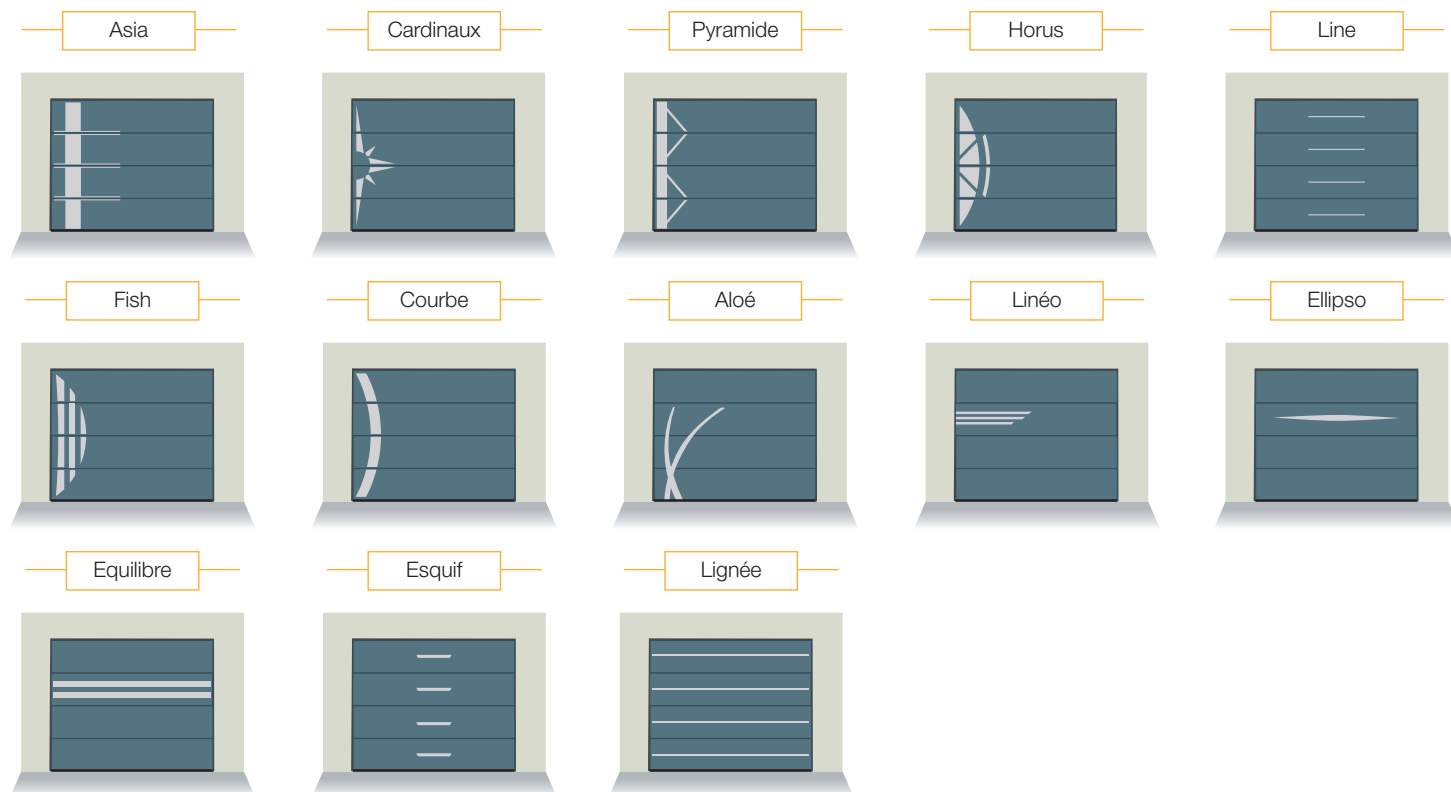 Asia
Cardinaux
Pyramide
Horus
Line
Fish
Courbe
Aloé
Linéo
Ellipso
Equilibre
Esquif
Lignée